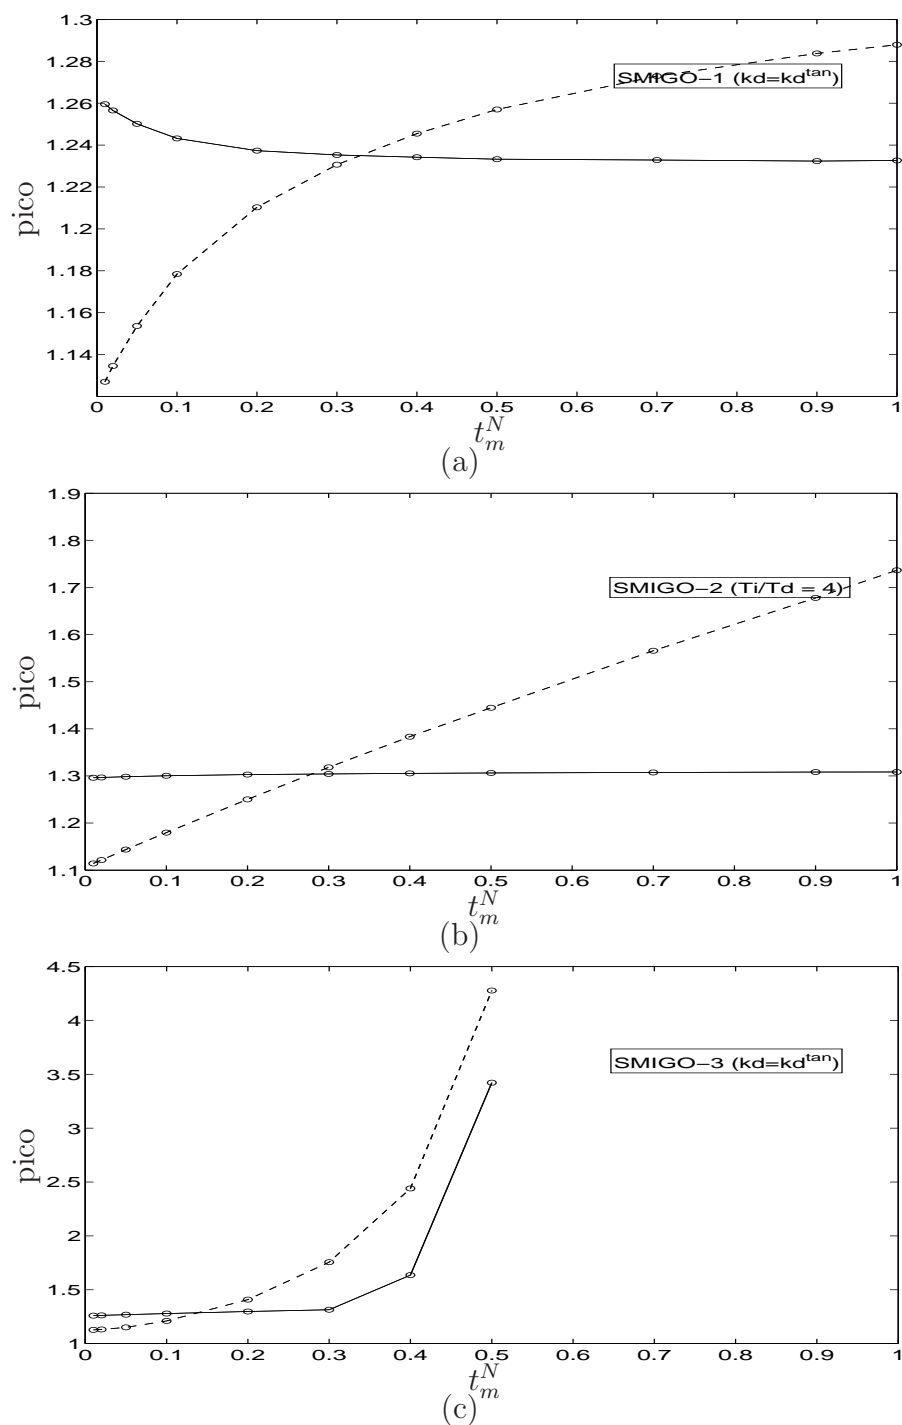 1.3
1.28
SMIGO−1 (kd=kd^tan)
1.26
1.24
1.22
pico
1.2
1.18
1.16
1.14
0 0.1 0.2 0.3 0.4 0.5 0.6 0.7 0.8 0.9 1
t_m^N
(a)
1.9
1.8
1.7
SMIGO−2 (Ti/Td = 4)
1.6
pico
1.5
1.4
1.3
1.2
1.1
0 0.1 0.2 0.3 0.4 0.5 0.6 0.7 0.8 0.9 1
t_m^N
(b)
4.5
4
SMIGO−3 (kd=kd^tan)
3.5
3
pico
2.5
2
1.5
1
0 0.1 0.2 0.3 0.4 0.5 0.6 0.7 0.8 0.9 1
t_m^N
(c)